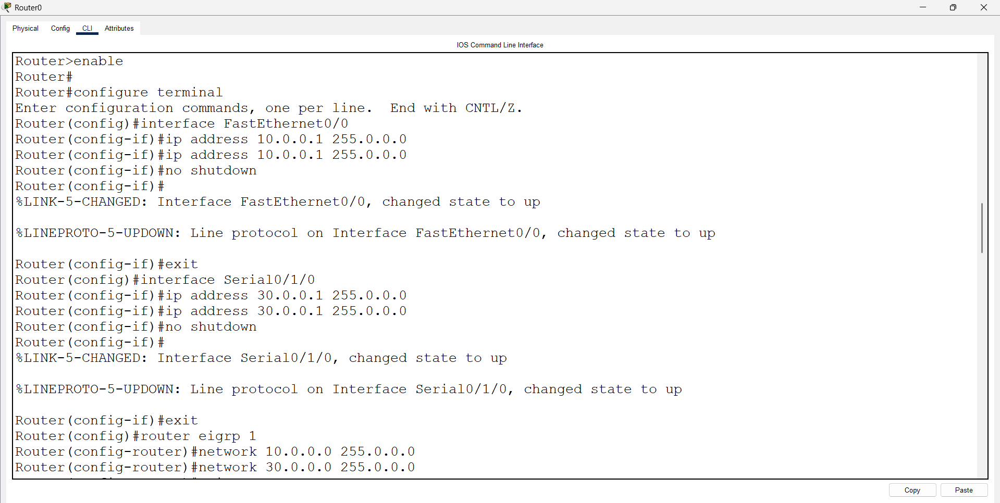 Router0
Physical Config CLI Attributes
IOS Command Line Interface
Router>enable
Router#
Router#configure terminal
Enter configuration commands, one per line.  End with CNTL/Z.
Router(config)#interface FastEthernet0/0
Router(config-if)#ip address 10.0.0.1 255.0.0.0
Router(config-if)#ip address 10.0.0.1 255.0.0.0
Router(config-if)#no shutdown
Router(config-if)#
%LINK-5-CHANGED: Interface FastEthernet0/0, changed state to up
%LINEPROTO-5-UPDOWN: Line protocol on Interface FastEthernet0/0, changed state to up
Router(config-if)#exit
Router(config)#interface Serial0/1/0
Router(config-if)#ip address 30.0.0.1 255.0.0.0
Router(config-if)#ip address 30.0.0.1 255.0.0.0
Router(config-if)#no shutdown
Router(config-if)#
%LINK-5-CHANGED: Interface Serial0/1/0, changed state to up
%LINEPROTO-5-UPDOWN: Line protocol on Interface Serial0/1/0, changed state to up
Router(config-if)#exit
Router(config)#router eigrp 1
Router(config-router)#network 10.0.0.0 255.0.0.0
Router(config-router)#network 30.0.0.0 255.0.0.0
Copy Paste